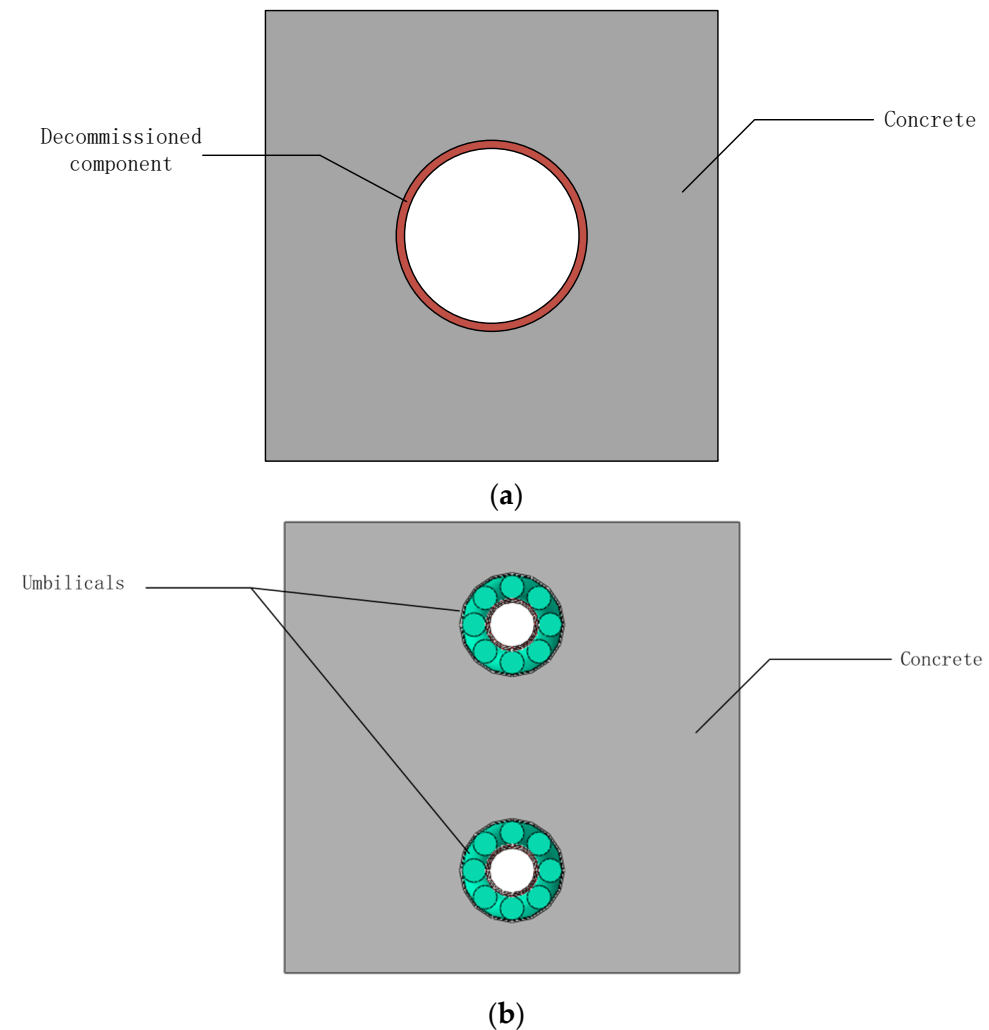 Decommissioned
component
Concrete
(a)
Umbilicals
Concrete
(b)